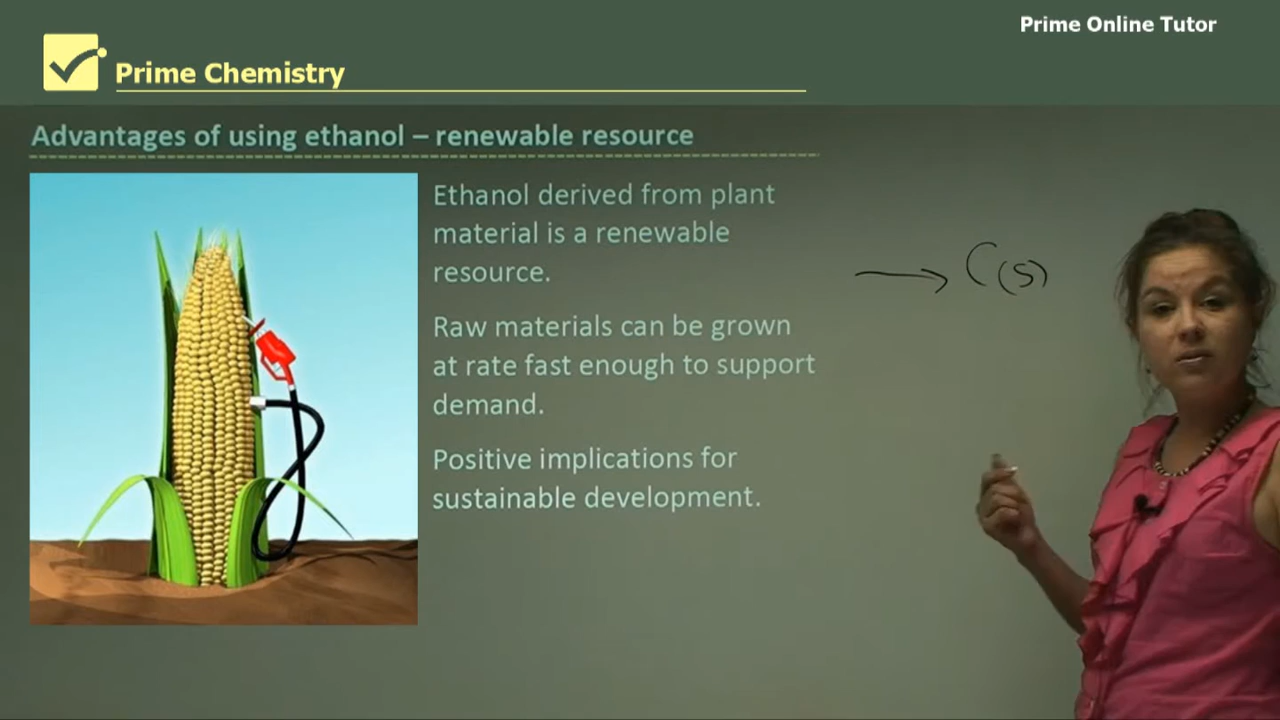 Prime Online Tutor
Prime Chemistry
Advantages of using ethanol – renewable resource
Ethanol derived from plant
material is a renewable
resource.
Raw materials can be grown
at rate fast enough to support
demand.
Positive implications for
sustainable development.
→ C(s)